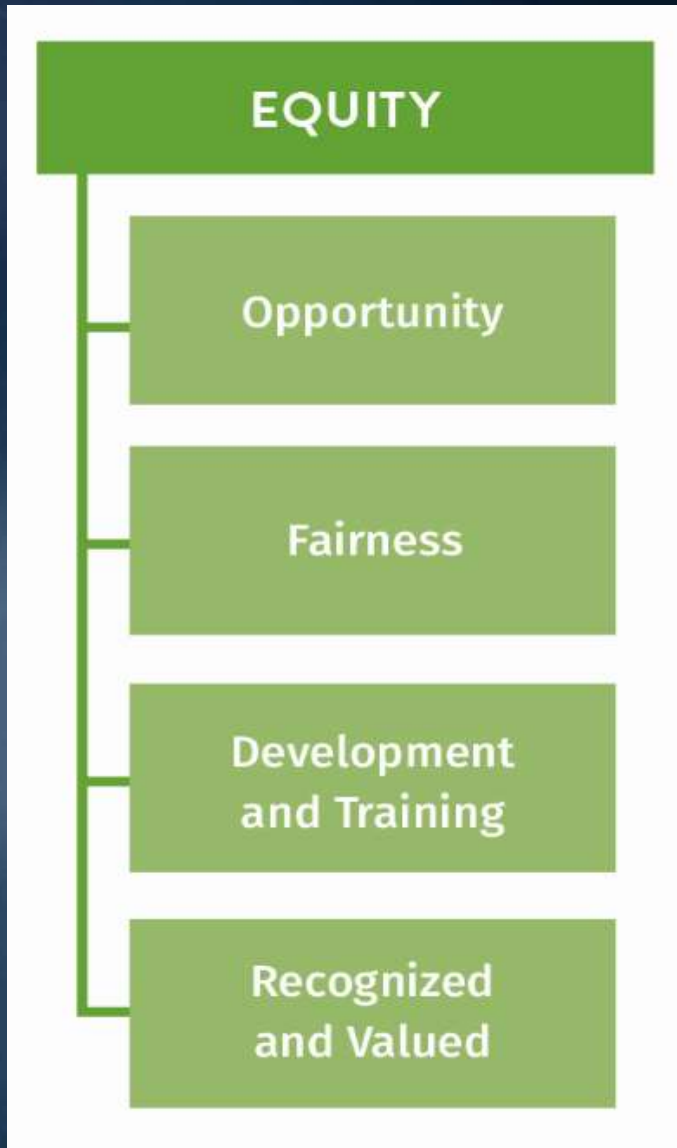 EQUITY
Opportunity
Fairness
Development
and Training
Recognized
and Valued